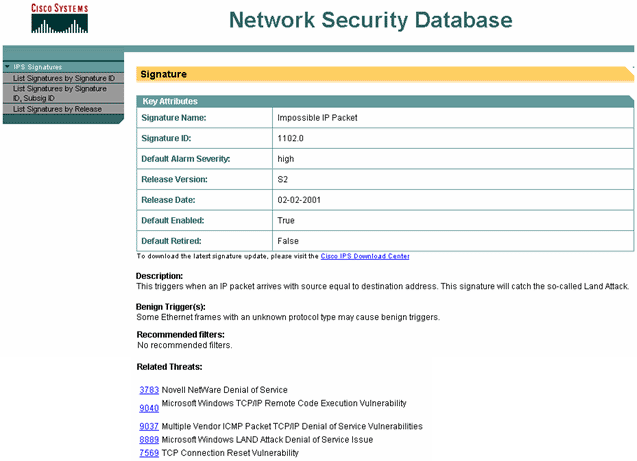 CISCO SYSTEMS
Network Security Database
IPS Signatures
List Signatures by Signature ID
List Signatures by Signature
ID, Subsig ID
List Signatures by Release
Signature
Key Attributes
Signature Name: Impossible IP Packet
Signature ID: 1102.0
Default Alarm Severity: high
Release Version: S2
Release Date: 02-02-2001
Default Enabled: True
Default Retired: False
To download the latest signature update, please visit the Cisco IPS Download Center
Description:
This triggers when an IP packet arrives with source equal to destination address. This signature will catch the so-called Land Attack.
Benign Trigger(s):
Some Ethernet frames with an unknown protocol type may cause benign triggers.
Recommended filters:
No recommended filters.
Related Threats:
3783 Novell NetWare Denial of Service
9040 Microsoft Windows TCP/IP Remote Code Execution Vulnerability
9037 Multiple Vendor ICMP Packet TCP/IP Denial of Service Vulnerabilities
8889 Microsoft Windows LAND Attack Denial of Service Issue
7569 TCP Connection Reset Vulnerability